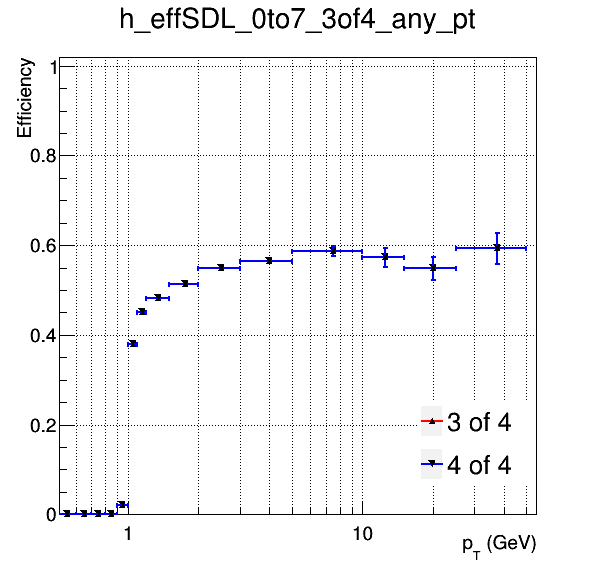 h_effSDL_0to7_3of4_any_pt
Efficiency
1
0.8
0.6
0.4
0.2
0
3 of 4
4 of 4
1
10
p_T (GeV)